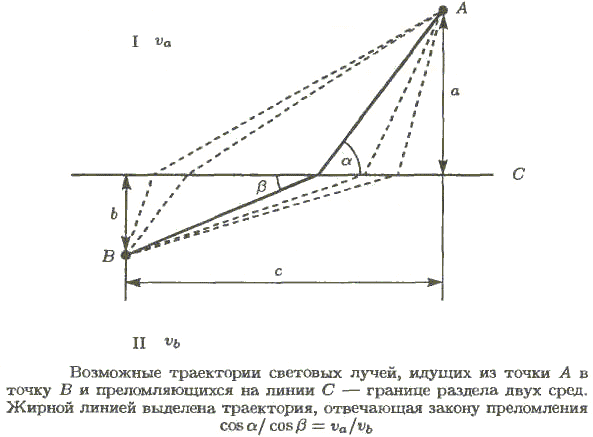 A
I v_a
a
α
C
β
b
B
c
II v_b
Возможные траектории световых лучей, идущих из точки A в
точку B и преломляющихся на линии C — границе раздела двух сред.
Жирной линией выделена траектория, отвечающая закону преломления
cos α/ cos β = v_a/v_b